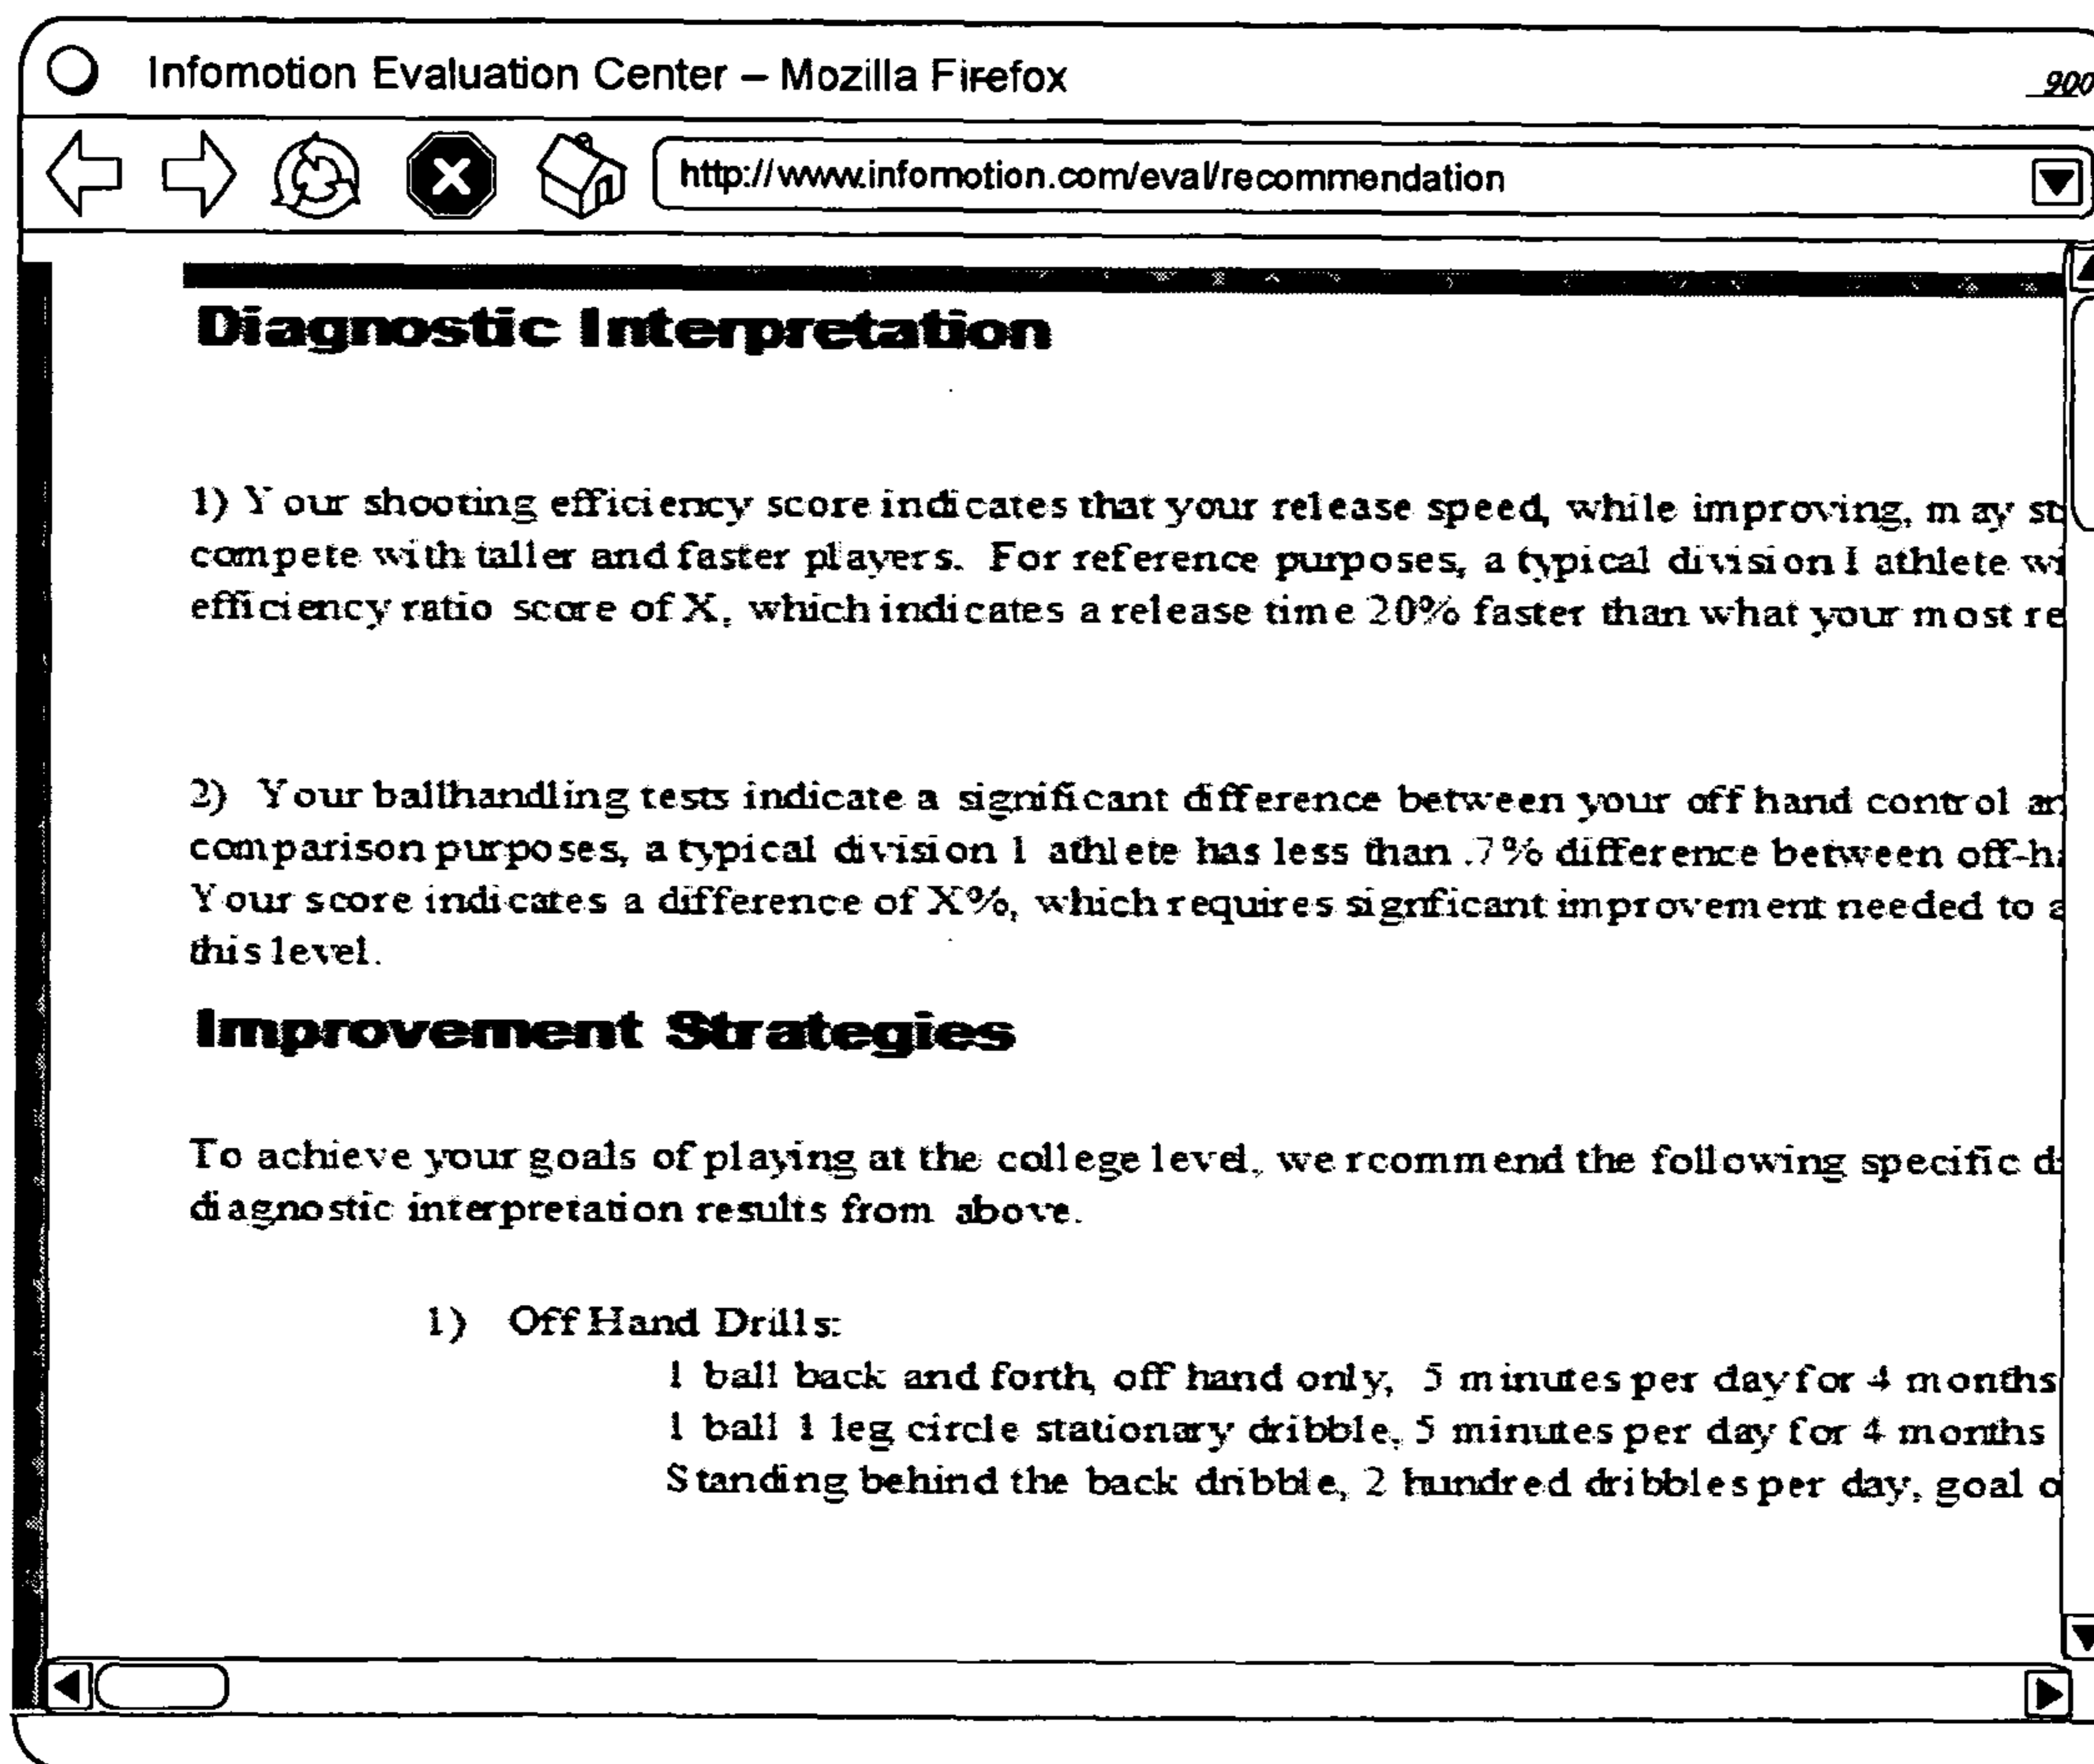 Infomotion Evaluation Center – Mozilla Firefox
900
http://www.infomotion.com/eval/recommendation
Diagnostic Interpretation
1) Your shooting efficiency score indicates that your release speed, while improving, may
compete with taller and faster players. For reference purposes, a typical division I athlete
efficiency ratio score of X, which indicates a release time 20% faster than what your most
2) Your ballhandling tests indicate a significant difference between your off hand control
comparison purposes, a typical division 1 athlete has less than .7% difference between
Your score indicates a difference of X%, which requires signficant improvement needed to
this level.
Improvement Strategies
To achieve your goals of playing at the college level, we rcommend the following specific
diagnostic interpretation results from above.
1) Off Hand Drills:
1 ball back and forth, off hand only, 5 minutes per day for 4 months
1 ball 1 leg circle stationary dribble, 5 minutes per day for 4 months
Standing behind the back dribble, 2 hundred dribbles per day, goal